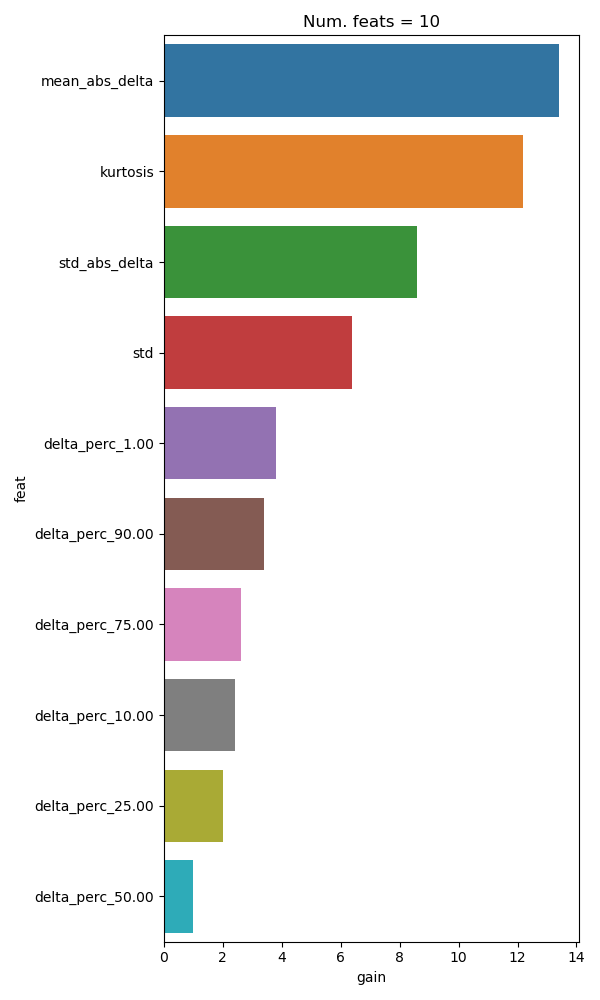 Num. feats = 10
mean_abs_delta
kurtosis
std_abs_delta
std
delta_perc_1.00
feat
delta_perc_90.00
delta_perc_75.00
delta_perc_10.00
delta_perc_25.00
delta_perc_50.00
0 2 4 6 8 10 12 14
gain